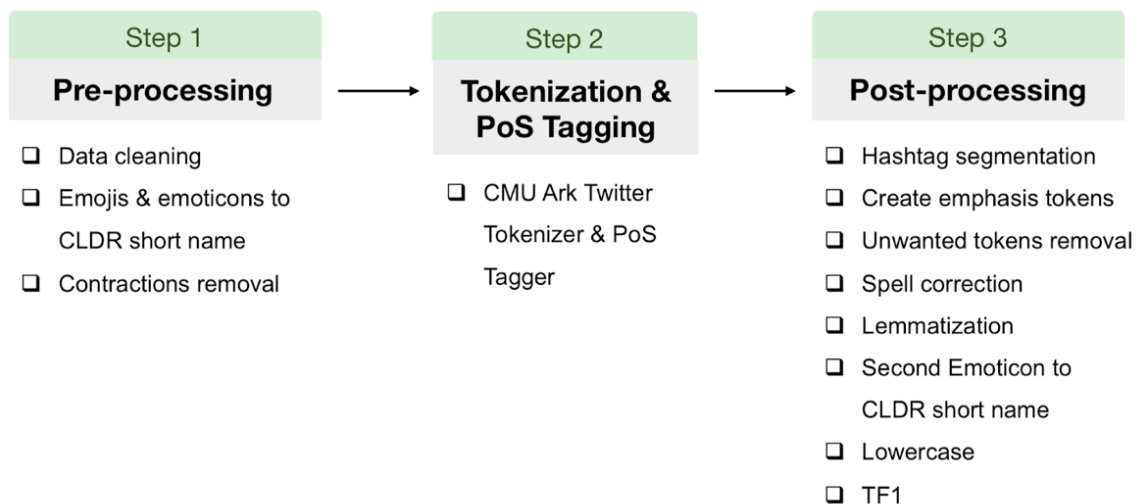 Step 1
Pre-processing
Data cleaning
Emojis & emoticons to
CLDR short name
Contractions removal
Step 2
Tokenization &
PoS Tagging
CMU Ark Twitter
Tokenizer & PoS
Tagger
Step 3
Post-processing
Hashtag segmentation
Create emphasis tokens
Unwanted tokens removal
Spell correction
Lemmatization
Second Emoticon to
CLDR short name
Lowercase
TF1